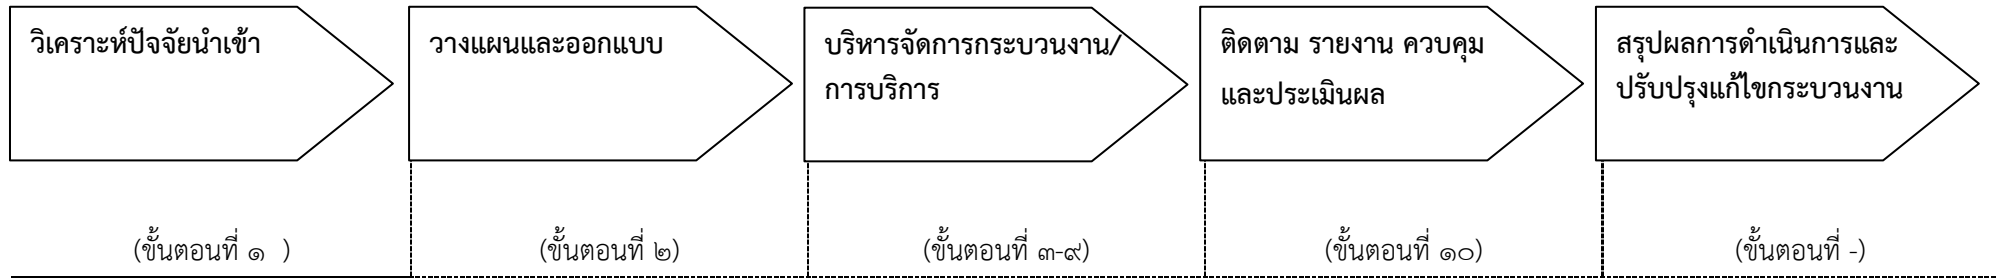 วิเคราะห์ปัจจัยนำเข้า
วางแผนและออกแบบ
บริหารจัดการกระบวนงาน/
การบริการ
ติดตาม รายงาน ควบคุม
และประเมินผล
สรุปผลการดำเนินการและ
ปรับปรุงแก้ไขกระบวนงาน
(ขั้นตอนที่ ๑ )
(ขั้นตอนที่ ๒)
(ขั้นตอนที่ ๓-๙)
(ขั้นตอนที่ ๑๐)
(ขั้นตอนที่ -)